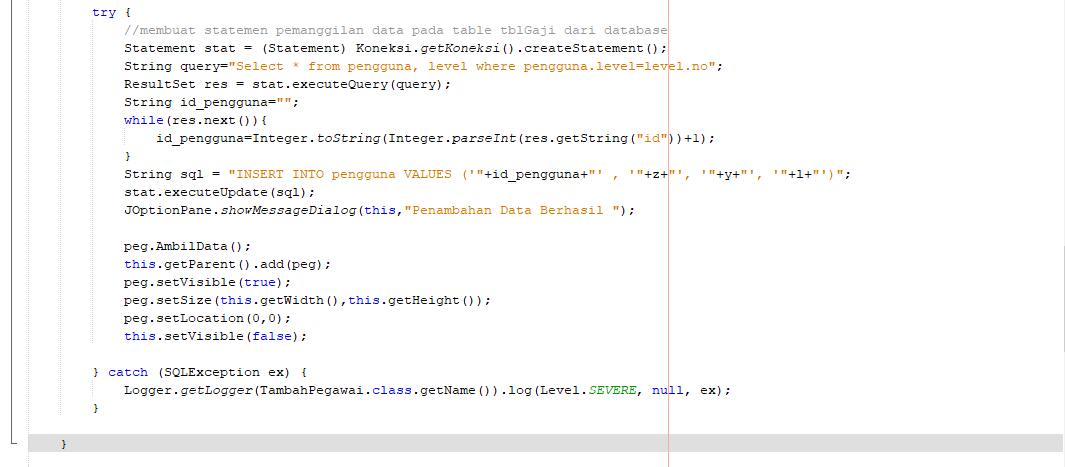 try {
//membuat statemen pemanggilan data pada table tblGaji dari database
Statement stat = (Statement) Koneksi.getKoneksi().createStatement();
String query="Select * from pengguna, level where pengguna.level=level.no";
ResultSet res = stat.executeQuery(query);
String id_pengguna="";
while(res.next()){
id_pengguna=Integer.toString(Integer.parseInt(res.getString("id"))+1);
}
String sql = "INSERT INTO pengguna VALUES ('"+id_pengguna+"' , '"+z+"', '"+y+"', '"+l+"')";
stat.executeUpdate(sql);
JOptionPane.showMessageDialog(this,"Penambahan Data Berhasil ");
peg.AmbilData();
this.getParent().add(peg);
peg.setVisible(true);
peg.setSize(this.getWidth(),this.getHeight());
peg.setLocation(0,0);
this.setVisible(false);
} catch (SQLException ex) {
Logger.getLogger(TambahPegawai.class.getName()).log(Level.SEVERE, null, ex);
}
}